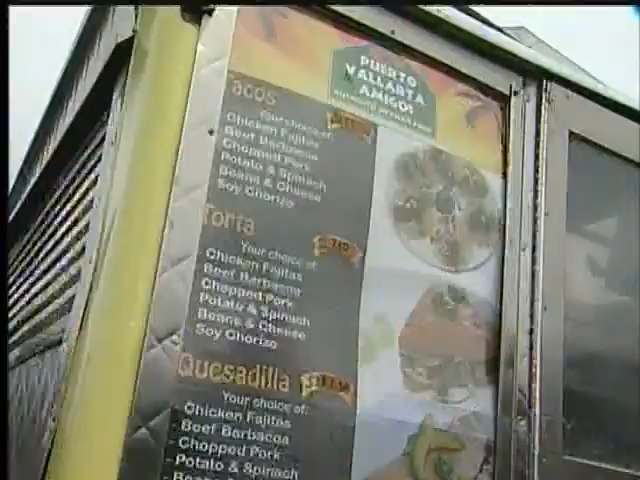 PUERTO
VALLARTA
AMIGOS
Tacos
Your choice of:
Chicken Fajitas
Beef Barbacoa
Chopped Pork
Potato & Spinach
Beans & Cheese
Soy Chorizo
Torta
Your choice of:
Chicken Fajitas
Beef Barbacoa
Chopped Pork
Potato & Spinach
Beans & Cheese
Soy Chorizo
Quesadilla
Your choice of:
Chicken Fajitas
Beef Barbacoa
Chopped Pork
Potato & Spinach